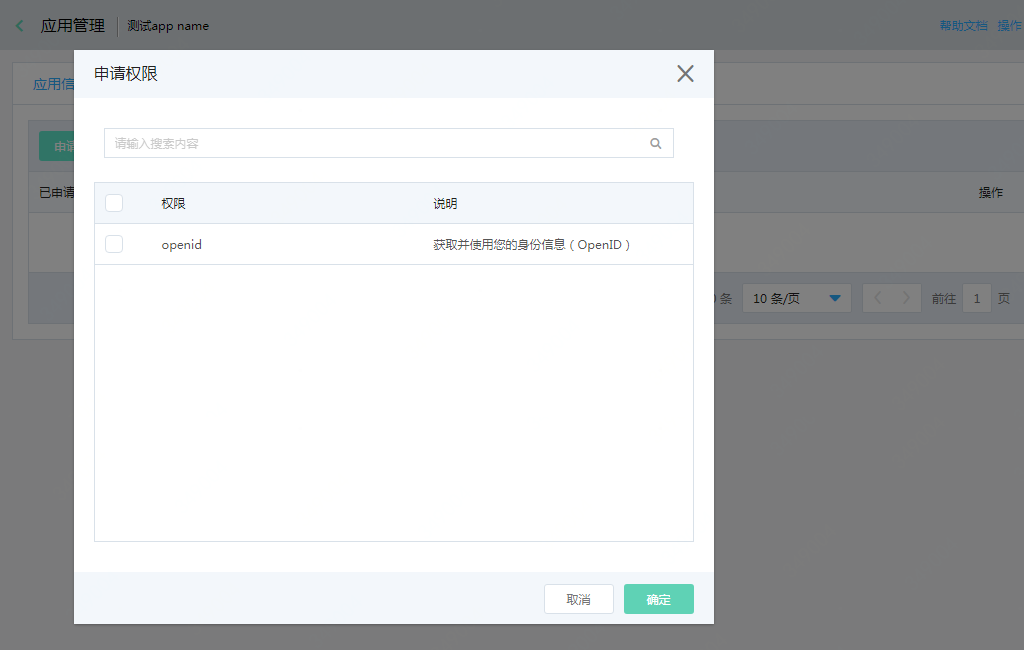 应用管理 测试app name 帮助文档 操作
申请权限
应用信
请输入搜索内容
申请
已申请 操作
权限 说明
openid 获取并使用您的身份信息（OpenID）
条 10 条/页 前往 1 页
取消 确定